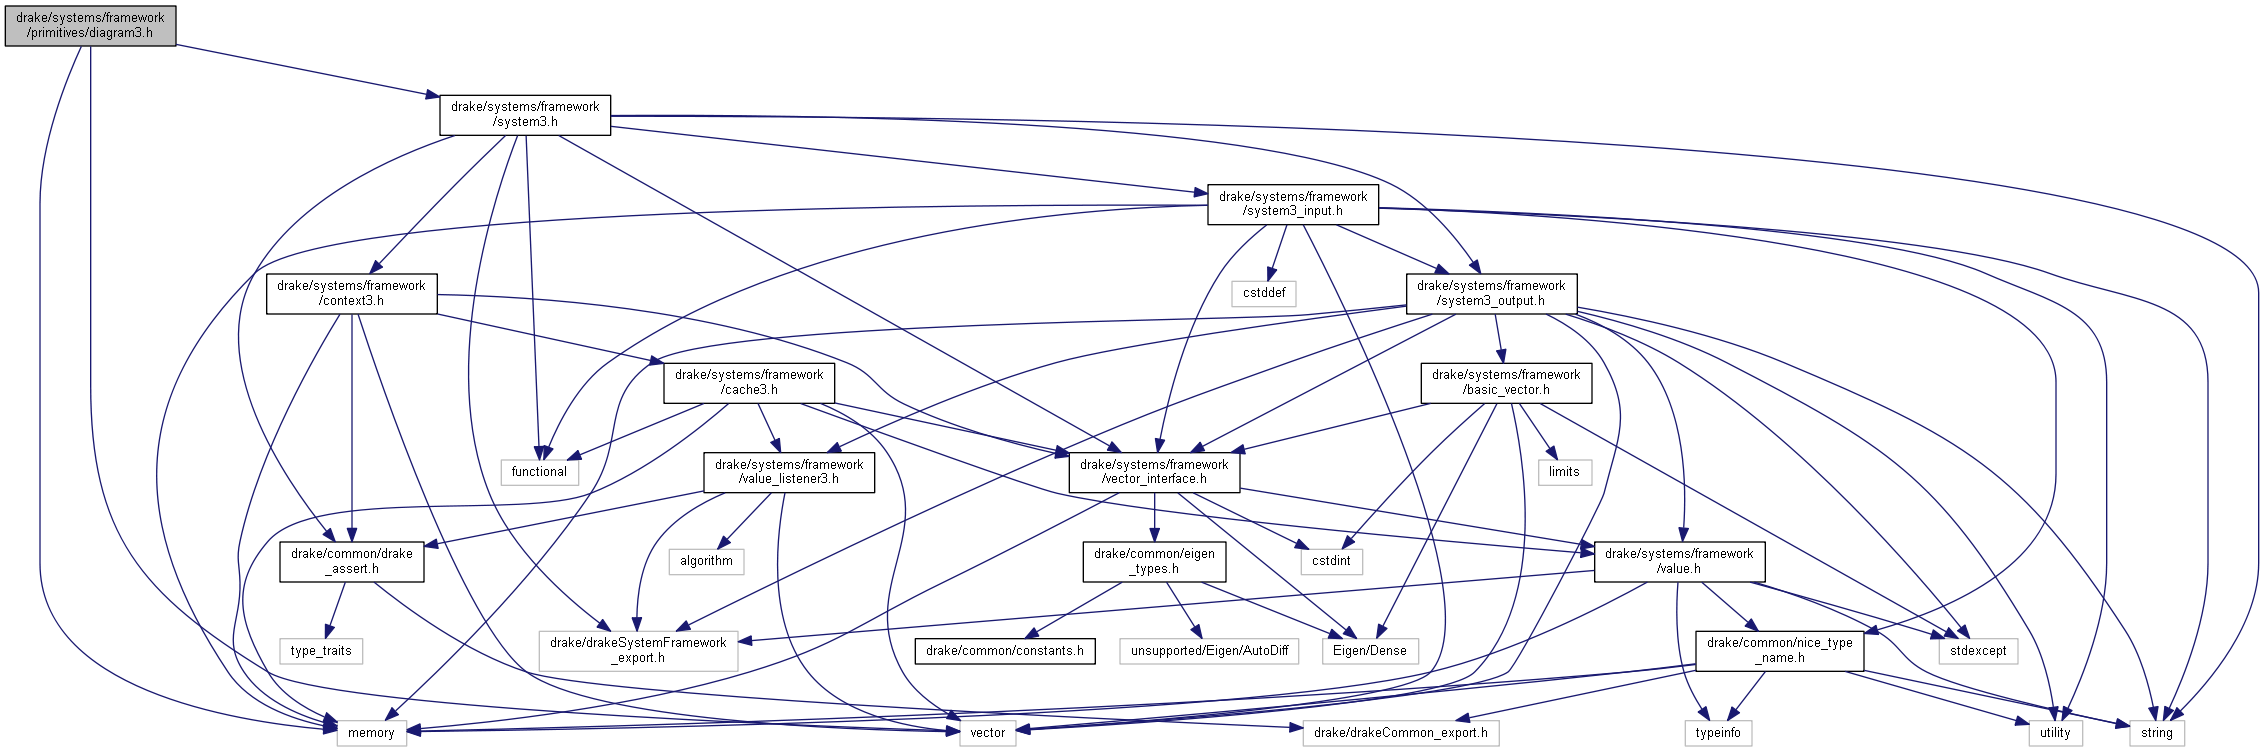 drake/systems/framework
/primitives/diagram3.h
drake/systems/framework
/system3.h
drake/systems/framework
/system3_input.h
drake/systems/framework
/context3.h
cstddef
drake/systems/framework
/system3_output.h
drake/systems/framework
/cache3.h
drake/systems/framework
/basic_vector.h
functional
drake/systems/framework
/value_listener3.h
drake/systems/framework
/vector_interface.h
limits
drake/common/drake
_assert.h
algorithm
drake/common/eigen
_types.h
cstdint
drake/systems/framework
/value.h
type_traits
drake/drakeSystemFramework
_export.h
drake/common/constants.h
unsupported/Eigen/AutoDiff
Eigen/Dense
drake/common/nice_type
_name.h
stdexcept
memory
vector
drake/drakeCommon_export.h
typeinfo
utility
string